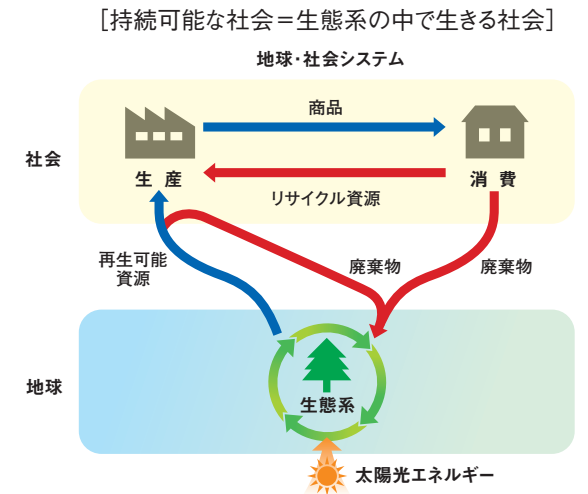 ［持続可能な社会＝生態系の中で生きる社会］
地球・社会システム
商品
社会
生産
消費
リサイクル資源
再生可能
資源
廃棄物
廃棄物
地球
生態系
太陽光エネルギー